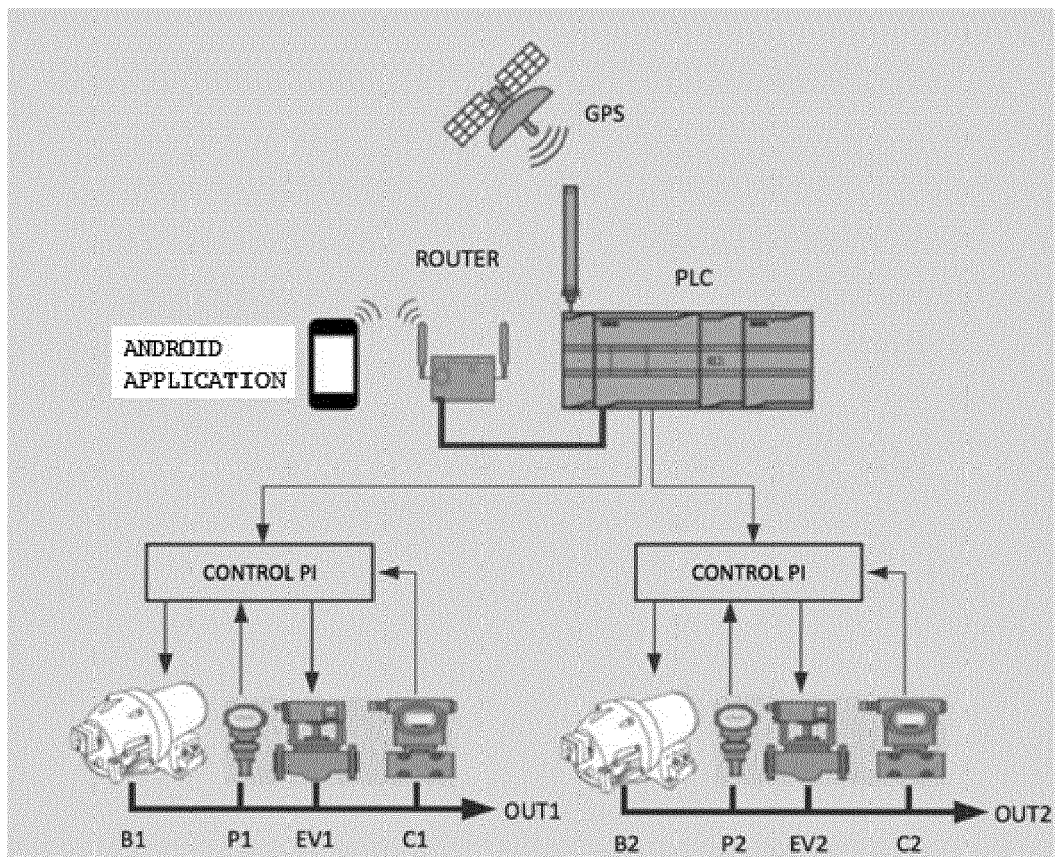 GPS
ROUTER
PLC
ANDROID
APPLICATION
CONTROL PI
CONTROL PI
OUT1
OUT2
B1
P1
EV1
C1
B2
P2
EV2
C2